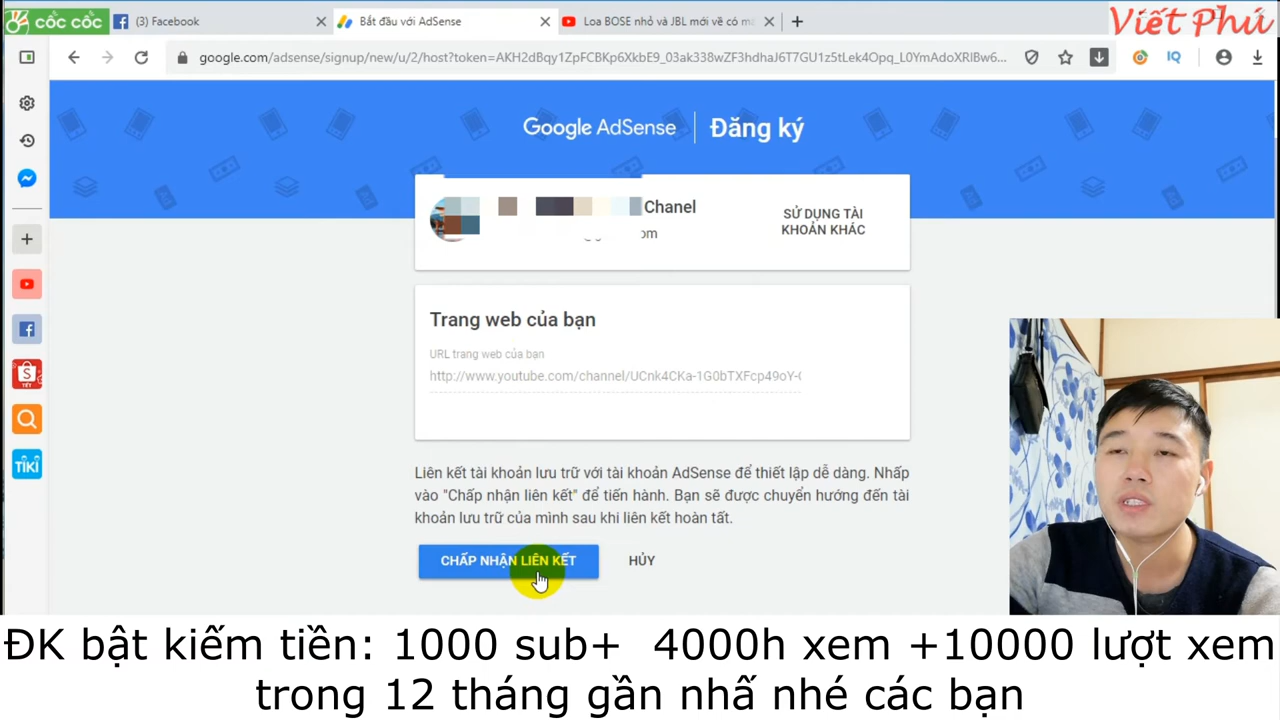 cốc cốc
(3) Facebook
Bắt đầu với AdSense
Loa BOSE nhỏ và JBL mới về có
Viết Phú
google.com/adsense/signup/new/u/2/host?token=
IQ
Google AdSense
Đăng ký
Chanel
SỬ DỤNG TÀI
KHOẢN KHÁC
Trang web của bạn
URL trang web của bạn
http://www.youtube.com/channel/
Liên kết tài khoản lưu trữ với tài khoản AdSense để thiết lập dễ dàng. Nhấp
vào "Chấp nhận liên kết" để tiến hành. Bạn sẽ được chuyển hướng đến tài
khoản lưu trữ của mình sau khi liên kết hoàn tất.
CHẤP NHẬN LIÊN KẾT
HỦY
TIKI
ĐK bật kiếm tiền: 1000 sub+ 4000h xem +10000 lượt xem
trong 12 tháng gần nhấ nhé các bạn